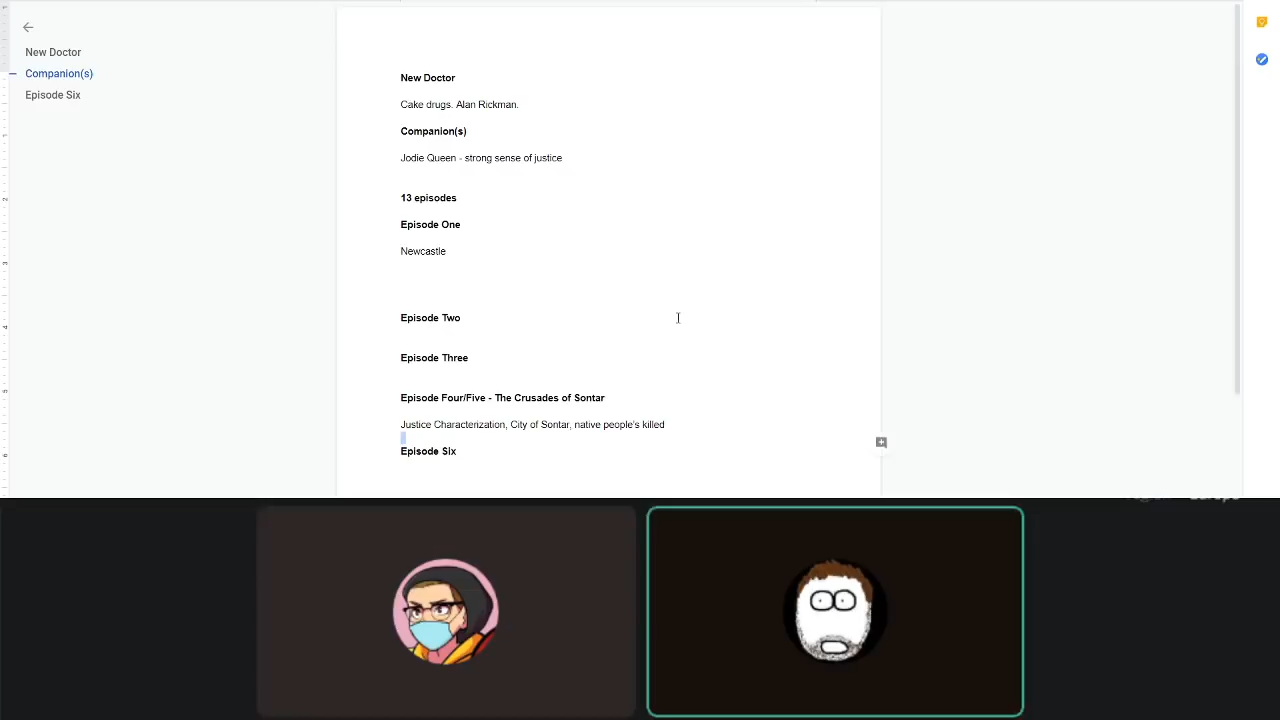 New Doctor
Companion(s)
Episode Six
New Doctor
Cake drugs. Alan Rickman.
Companion(s)
Jodie Queen - strong sense of justice
13 episodes
Episode One
Newcastle
Episode Two
Episode Three
Episode Four/Five - The Crusades of Sontar
Justice Characterization, City of Sontar, native people's killed
Episode Six